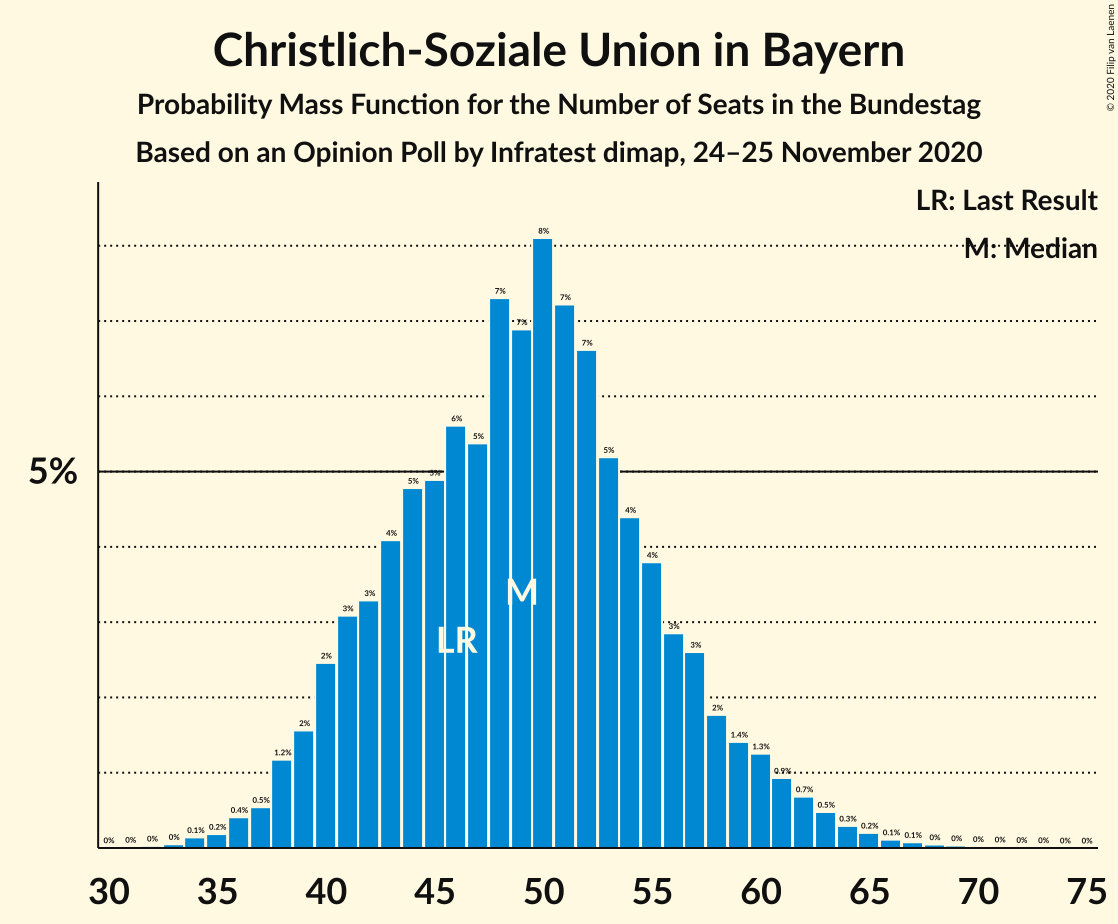 © 2020 Filip van Laenen
Christlich-Soziale Union in Bayern
Probability Mass Function for the Number of Seats in the Bundestag
Based on an Opinion Poll by Infratest dimap, 24–25 November 2020
LR: Last Result
M: Median
5%
0% 0% 0% 0% 0.1% 0.2% 0.4% 0.5% 1.2% 2% 2% 3% 3% 4% 5% 5% 6% 5% 7% 7% 8% 7% 7% 5% 4% 4% 3% 3% 2% 1.4% 1.3% 0.9% 0.7% 0.5% 0.3% 0.2% 0.1% 0.1% 0% 0% 0% 0% 0% 0% 0% 0%
M
LR
30 35 40 45 50 55 60 65 70 75